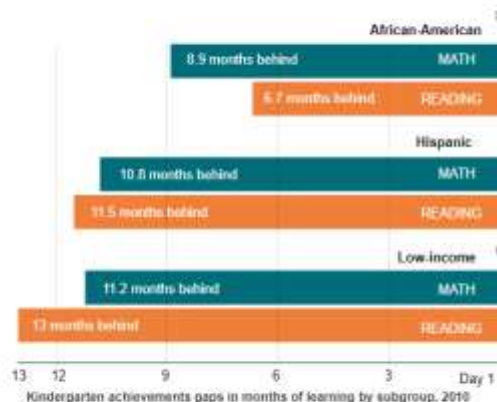 African-American
8.9 months behind MATH
6.7 months behind READING
Hispanic
10.8 months behind MATH
11.5 months behind READING
Low-income
11.2 months behind MATH
13 months behind READING
13 12 9 6 3 Day 1
Kindergarten achievements gaps in months of learning by subgroup, 2010